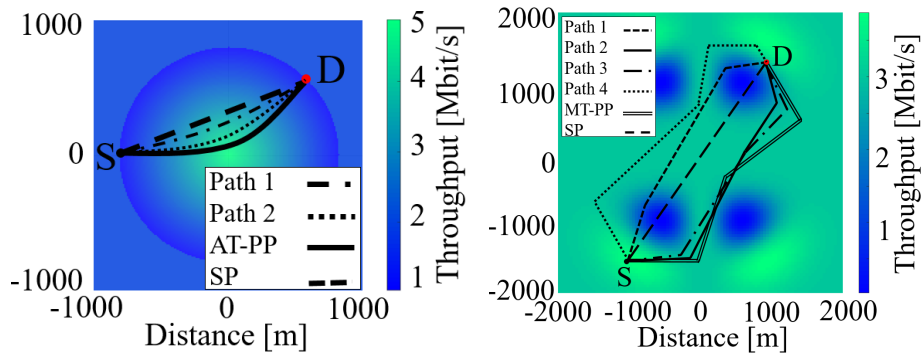 1000
0
-1000
-1000
0
1000
Distance [m]
S
D
Path 1
Path 2
AT-PP
SP
5
4
3
2
1
Throughput [Mbit/s]
2000
1000
0
-1000
-2000
-2000
-1000
0
1000
2000
Distance [m]
Path 1
Path 2
Path 3
Path 4
MT-PP
SP
D
S
3
2
1
Throughput [Mbit/s]